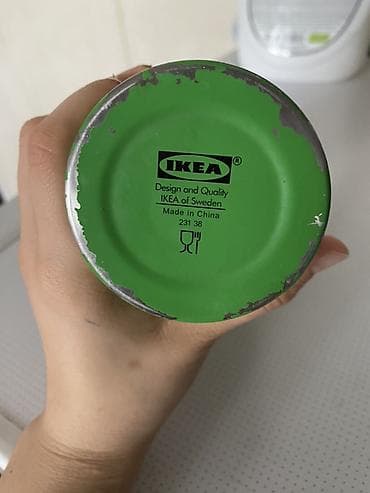 IKEA®
Design and Quality
IKEA of Sweden
Made in China
231 38